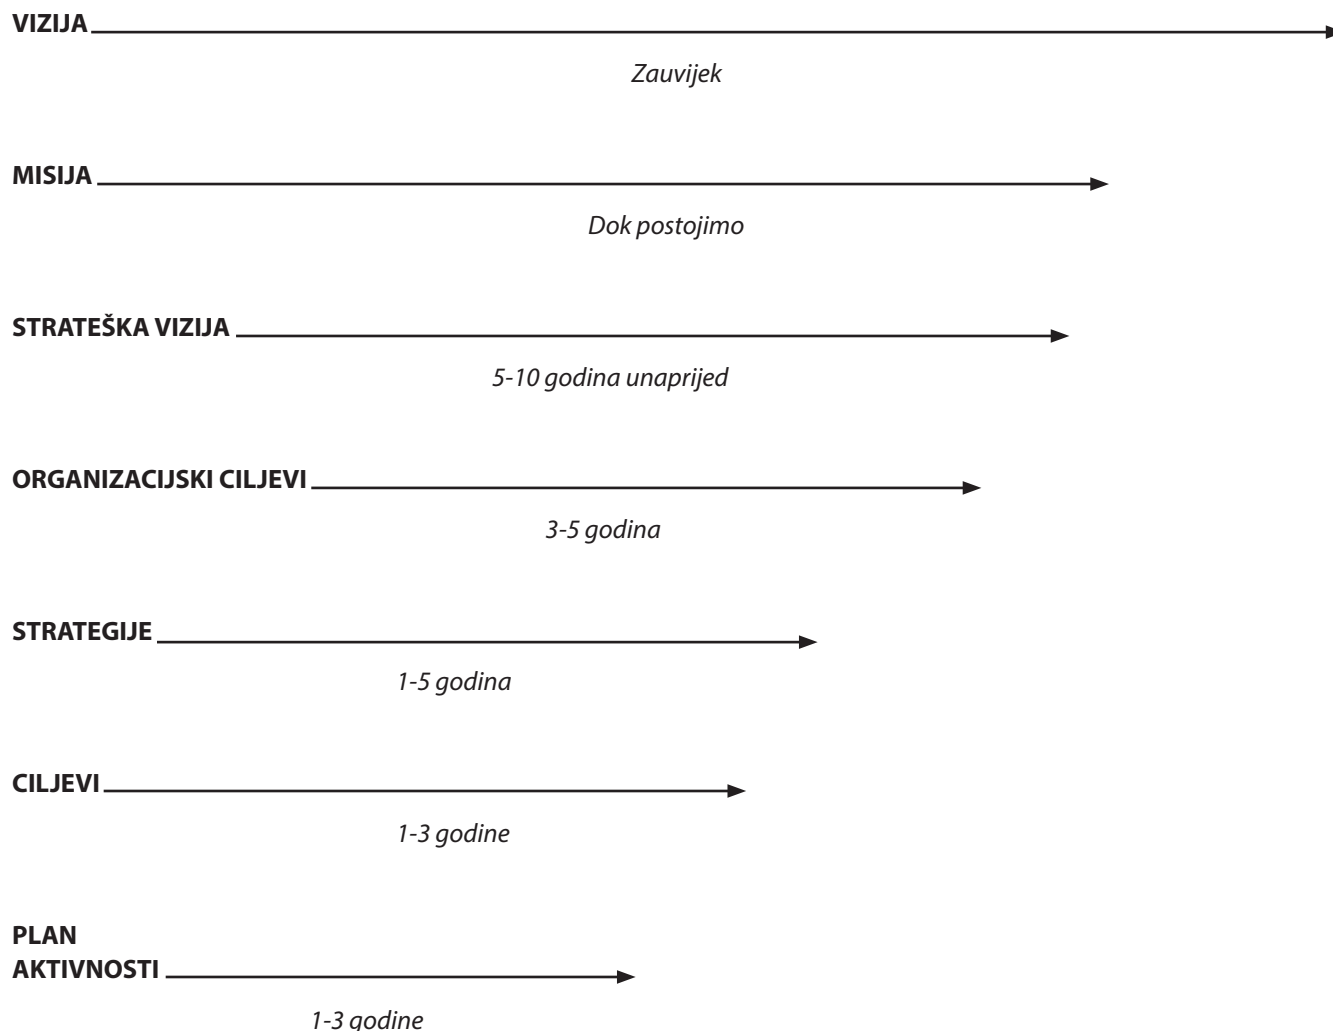 VIZIJA
Zauvijek
MISIJA
Dok postojimo
STRATEŠKA VIZIJA
5-10 godina unaprijed
ORGANIZACIJSKI CILJEVI
3-5 godina
STRATEGIJE
1-5 godina
CILJEVI
1-3 godine
PLAN
AKTIVNOSTI
1-3 godine